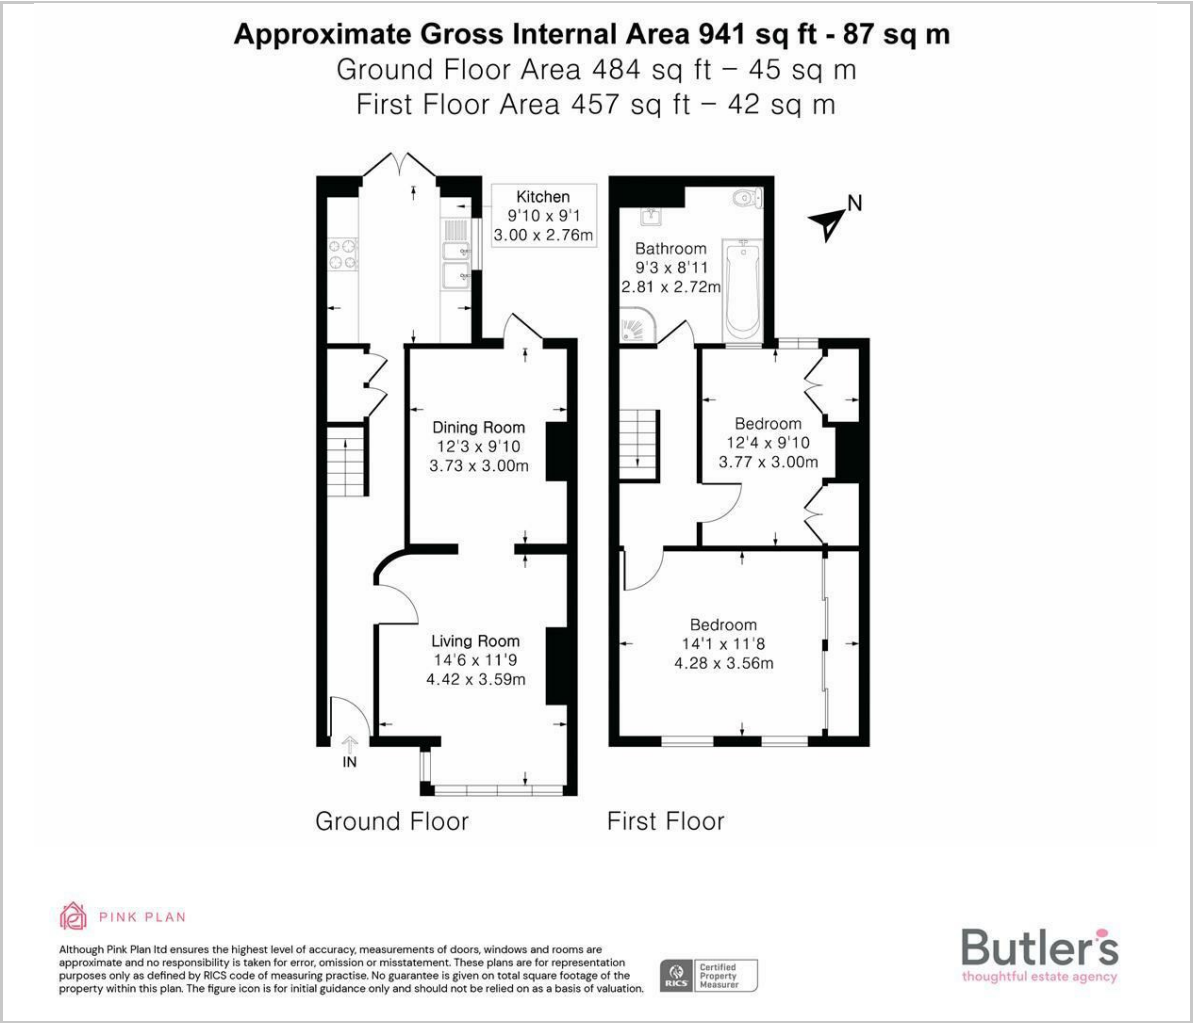 Approximate Gross Internal Area 941 sq ft - 87 sq m
Ground Floor Area 484 sq ft – 45 sq m
First Floor Area 457 sq ft – 42 sq m
Kitchen
9'10 x 9'1
3.00 x 2.76m
N
Bathroom
9'3 x 8'11
2.81 x 2.72m
Dining Room
12'3 x 9'10
3.73 x 3.00m
Bedroom
12'4 x 9'10
3.77 x 3.00m
Living Room
14'6 x 11'9
4.42 x 3.59m
Bedroom
14'1 x 11'8
4.28 x 3.56m
IN
Ground Floor
First Floor
PINK PLAN
Although Pink Plan ltd ensures the highest level of accuracy, measurements of doors, windows and rooms are
approximate and no responsibility is taken for error, omission or misstatement. These plans are for representation
purposes only as defined by RICS code of measuring practise. No guarantee is given on total square footage of the
property within this plan. The figure icon is for initial guidance only and should not be relied on as a basis of valuation.
RICS
Certified
Property
Measurer
Butler's
thoughtful estate agency